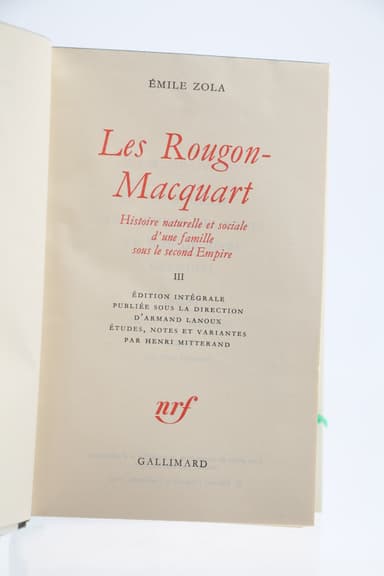 ÉMILE ZOLA
Les Rougon-
Macquart
Histoire naturelle et sociale
d'une famille
sous le second Empire
III
ÉDITION INTÉGRALE
PUBLIÉE SOUS LA DIRECTION
D'ARMAND LANOUX
ÉTUDES, NOTES ET VARIANTES
PAR HENRI MITTERAND
nrf
GALLIMARD